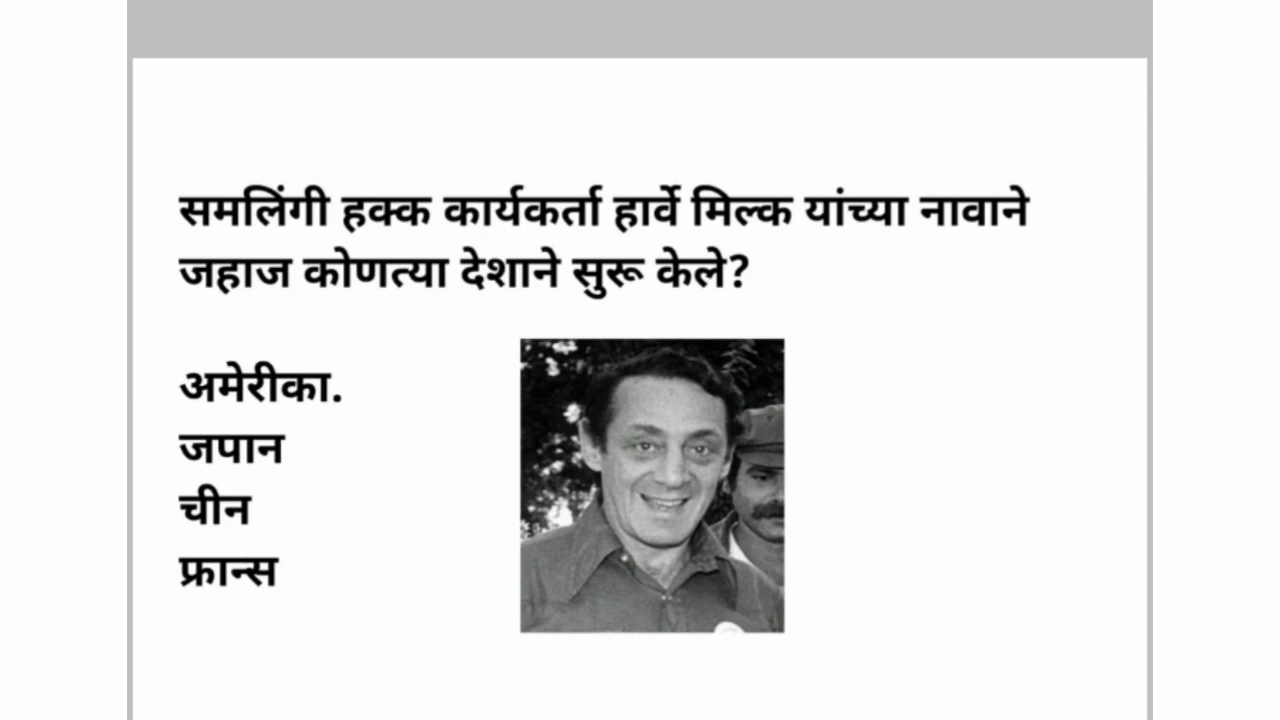 समलिंगी हक्क कार्यकर्ता हार्वे मिल्क यांच्या नावाने
जहाज कोणत्या देशाने सुरू केले?
अमेरीका.
जपान
चीन
फ्रान्स